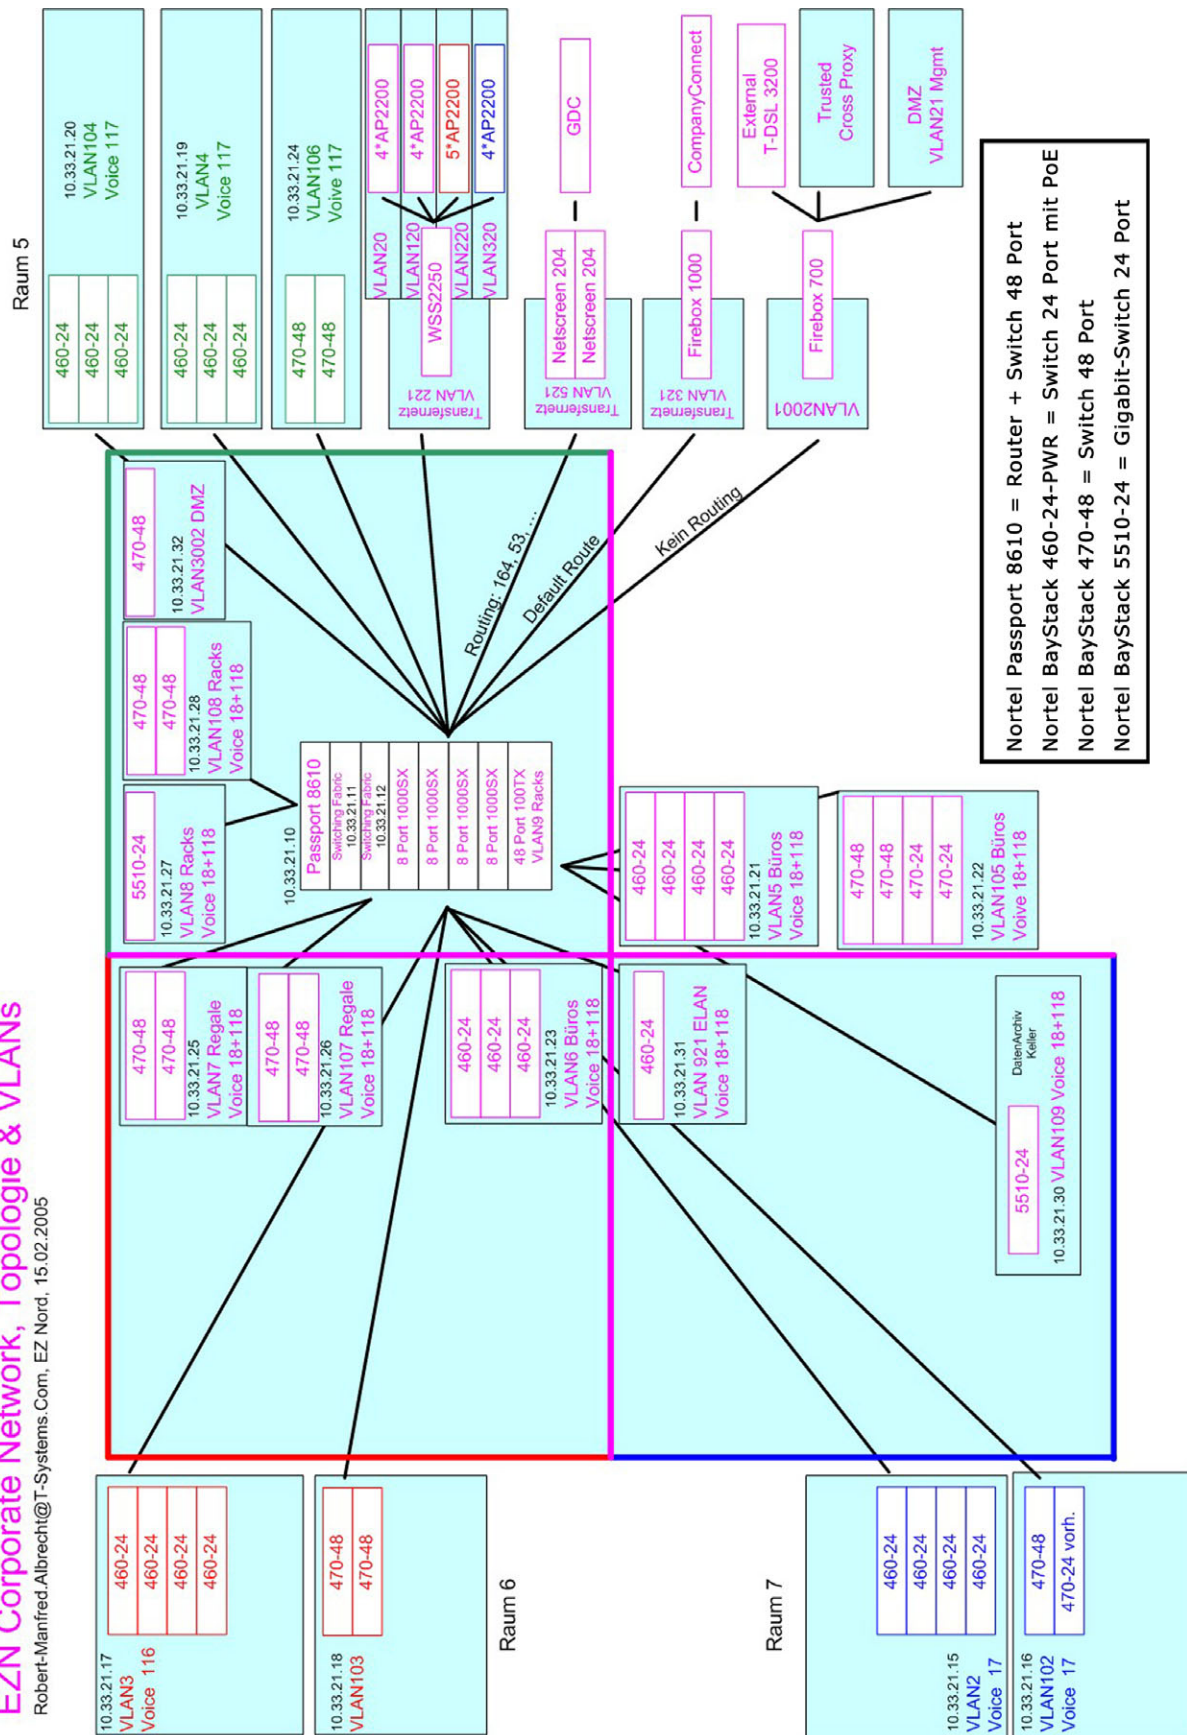 EZN Corporate Network, Topologie & VLANs
Robert-Manfred.Albrecht@T-Systems.Com, EZ Nord, 15.02.2005
Raum 5
460-24
460-24
460-24
10.33.21.20
VLAN104
Voice 117
460-24
460-24
460-24
10.33.21.19
VLAN4
Voice 117
470-48
470-48
10.33.21.24
VLAN106
Voive 117
VLAN20
4*AP2200
VLAN120
4*AP2200
VLAN220
5*AP2200
VLAN320
4*AP2200
WSS2250
Transfernetz
VLAN 221
Netscreen 204
Netscreen 204
Transfernetz
VLAN 521
GDC
Firebox 1000
Transfernetz
VLAN 321
CompanyConnect
Firebox 700
VLAN2001
External
T-DSL 3200
Trusted
Cross Proxy
DMZ
VLAN21 Mgmt
Routing: 164, 53, ...
Default Route
Kein Routing
470-48
10.33.21.32
VLAN3002 DMZ
470-48
470-48
10.33.21.28
VLAN108 Racks
Voice 18+118
5510-24
10.33.21.27
VLAN8 Racks
Voice 18+118
10.33.21.10
Passport 8610
Switching Fabric
10.33.21.11
Switching Fabric
10.33.21.12
8 Port 1000SX
8 Port 1000SX
8 Port 1000SX
8 Port 1000SX
48 Port 100TX
VLAN9 Racks
470-48
470-48
10.33.21.25
VLAN7 Regale
Voice 18+118
470-48
470-48
10.33.21.26
VLAN107 Regale
Voice 18+118
460-24
460-24
460-24
10.33.21.23
VLAN6 Büros
Voice 18+118
460-24
10.33.21.31
VLAN 921 ELAN
Voice 18+118
460-24
460-24
460-24
460-24
10.33.21.21
VLAN5 Büros
Voice 18+118
470-48
470-48
470-24
470-24
10.33.21.22
VLAN105 Büros
Voive 18+118
5510-24
DatenArchiv
Keller
10.33.21.30 VLAN109 Voice 18+118
460-24
460-24
460-24
460-24
10.33.21.17
VLAN3
Voice 116
470-48
470-48
10.33.21.18
VLAN103
Raum 6
Raum 7
460-24
460-24
460-24
460-24
10.33.21.15
VLAN2
Voice 17
470-48
470-24 vorh.
10.33.21.16
VLAN102
Voice 17
Nortel Passport 8610 = Router + Switch 48 Port
Nortel BayStack 460-24-PWR = Switch 24 Port mit PoE
Nortel BayStack 470-48 = Switch 48 Port
Nortel BayStack 5510-24 = Gigabit-Switch 24 Port